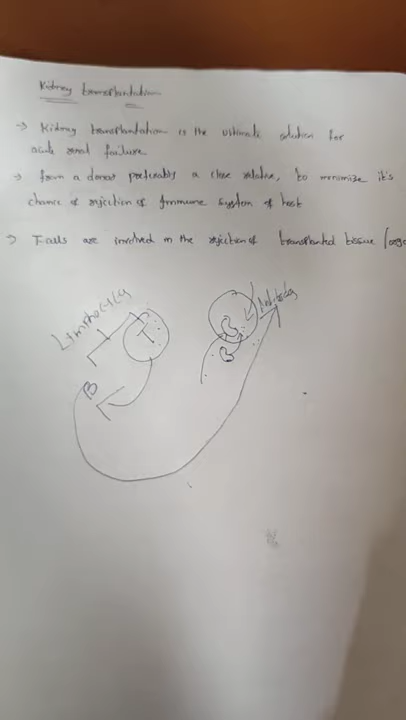 Kidney transplantation
→ Kidney transplantation is the ultimate solution for
acute renal failure
→ from a donor preferably a close relative, to minimize it's
chance of rejection of Immune system of host
→ T-cells are involved in the rejection of transplanted tissue
Lymphocytes
T
B